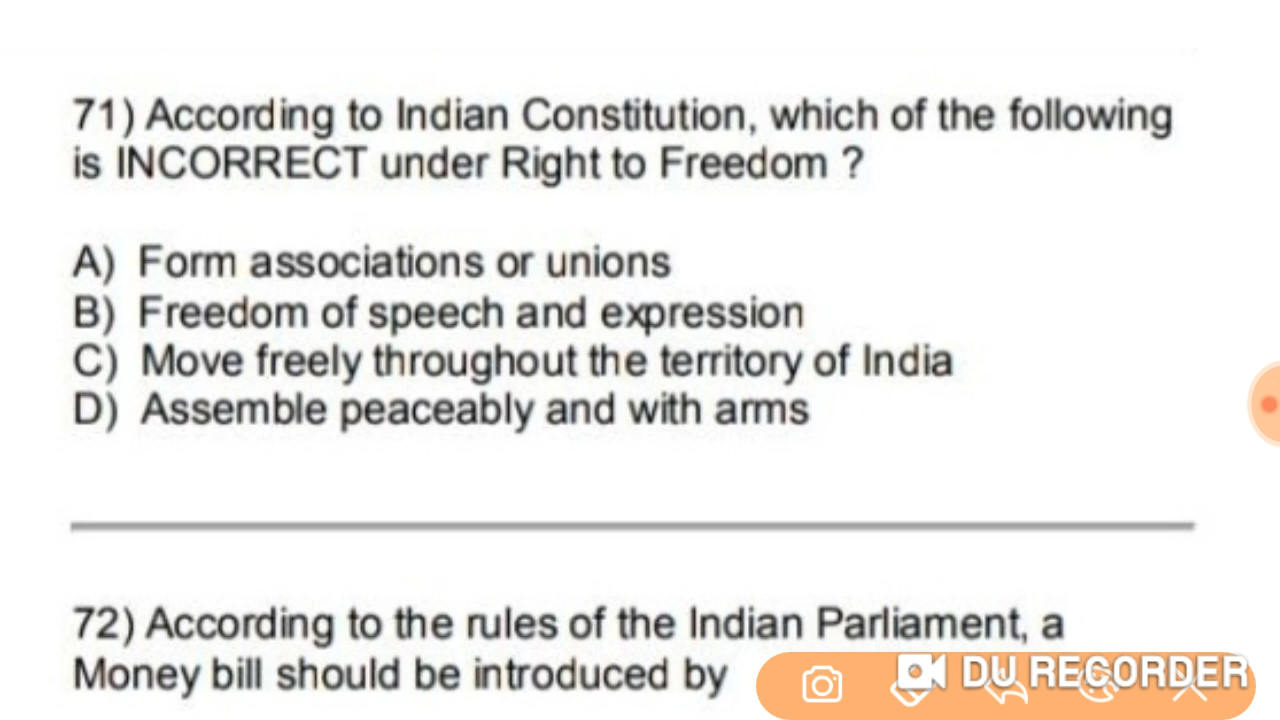 71) According to Indian Constitution, which of the following
is INCORRECT under Right to Freedom ?
A) Form associations or unions
B) Freedom of speech and expression
C) Move freely throughout the territory of India
D) Assemble peaceably and with arms
72) According to the rules of the Indian Parliament, a
Money bill should be introduced by
DU RECORDER